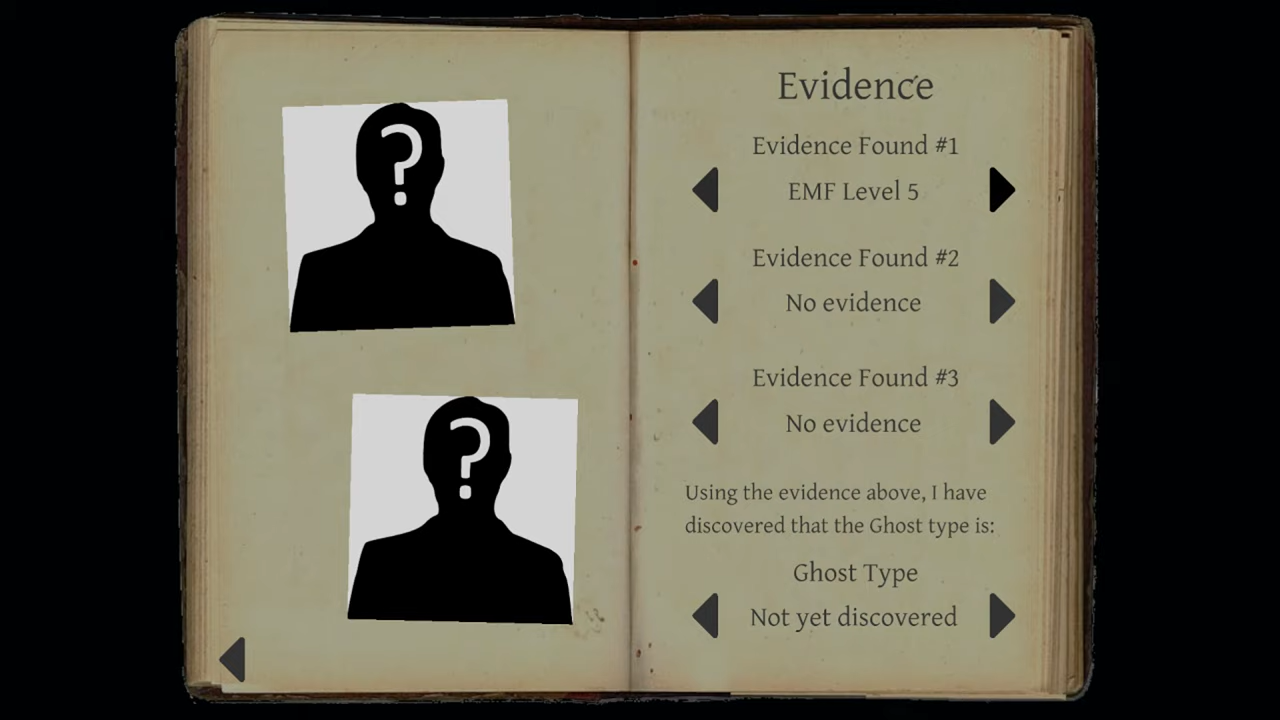 ?
?
Evidence
Evidence Found #1
EMF Level 5
Evidence Found #2
No evidence
Evidence Found #3
No evidence
Using the evidence above, I have
discovered that the Ghost type is:
Ghost Type
Not yet discovered